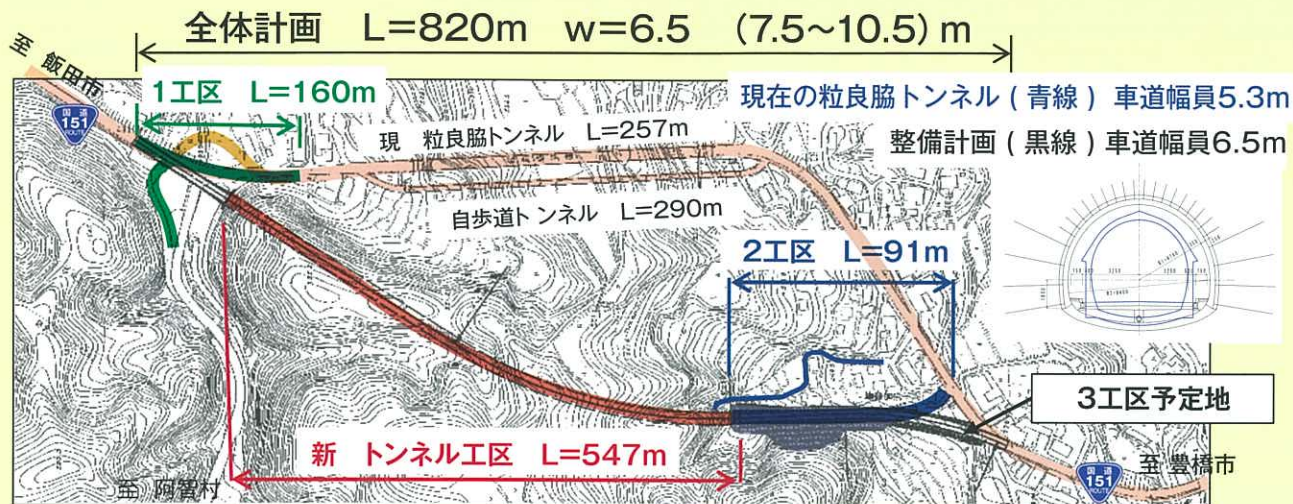 全体計画 L=820m w=6.5 (7.5~10.5)m
至 飯田市
1工区 L=160m
現在の粒良脇トンネル(青線)車道幅員5.3m
国道
151
ROUTE
現 粒良脇トンネル L=257m
整備計画(黒線)車道幅員6.5m
自歩道トンネル L=290m
2工区 L=91m
3工区予定地
新 トンネル工区 L=547m
至 阿智村
国道
151
ROUTE
至 豊橋市